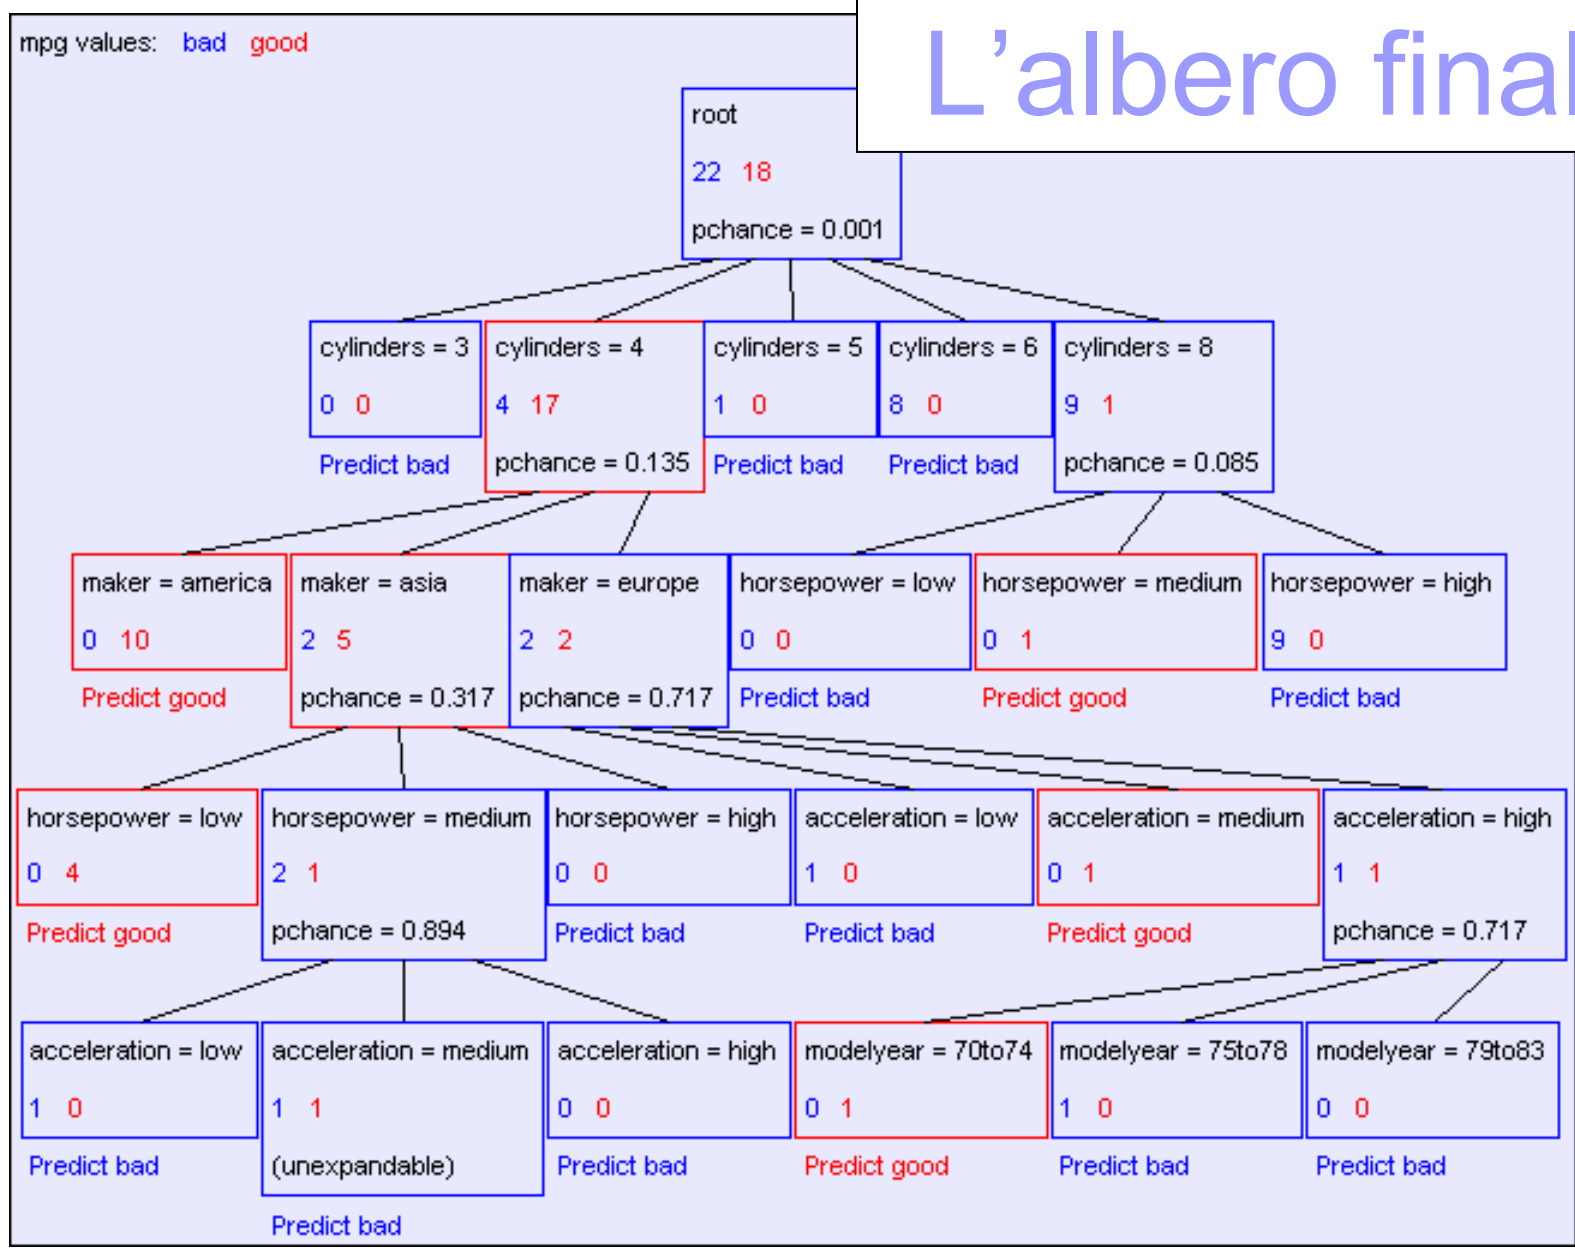 L'albero final
mpg values: bad good
root
22 18
pchance = 0.001
cylinders = 3
0 0
Predict bad
cylinders = 4
4 17
pchance = 0.135
cylinders = 5
1 0
Predict bad
cylinders = 6
8 0
Predict bad
cylinders = 8
9 1
pchance = 0.085
maker = america
0 10
Predict good
maker = asia
2 5
pchance = 0.317
maker = europe
2 2
pchance = 0.717
horsepower = low
0 0
Predict bad
horsepower = medium
0 1
Predict good
horsepower = high
9 0
Predict bad
horsepower = low
0 4
Predict good
horsepower = medium
2 1
pchance = 0.894
horsepower = high
0 0
Predict bad
acceleration = low
1 0
Predict bad
acceleration = medium
0 1
Predict good
acceleration = high
1 1
pchance = 0.717
acceleration = low
1 0
Predict bad
acceleration = medium
1 1
(unexpandable)
Predict bad
acceleration = high
0 0
Predict bad
modelyear = 70to74
0 1
Predict good
modelyear = 75to78
1 0
Predict bad
modelyear = 79to83
0 0
Predict bad